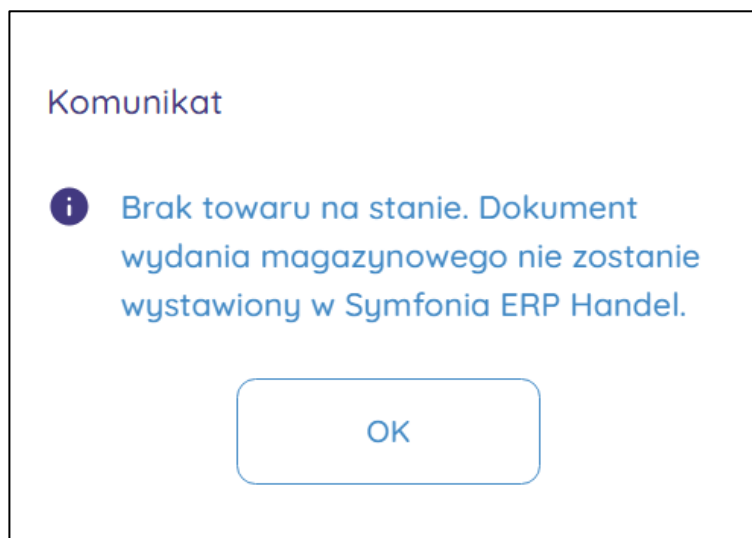 Komunikat
Brak towaru na stanie. Dokument
wydania magazynowego nie zostanie
wystawiony w Symfonia ERP Handel.
OK